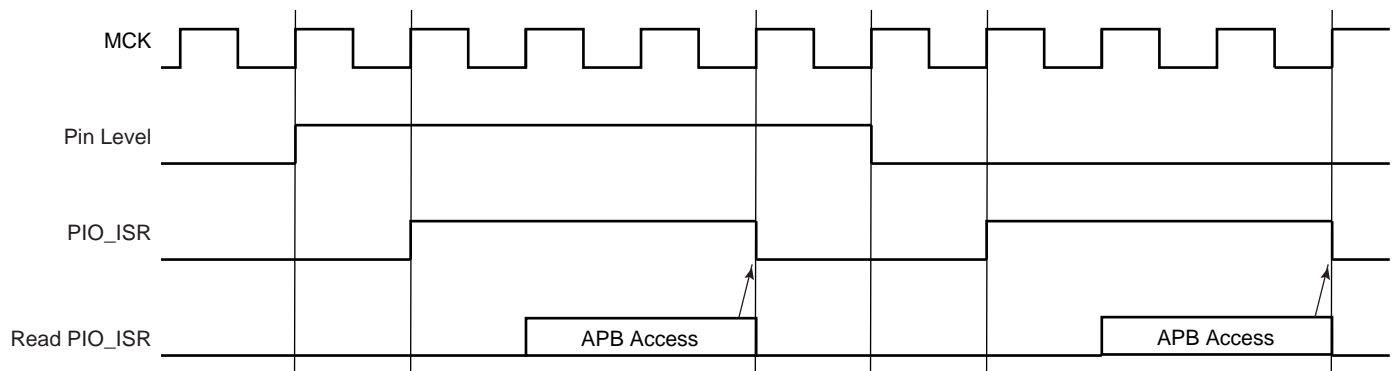 MCK
Pin Level
PIO_ISR
Read PIO_ISR
APB Access
APB Access